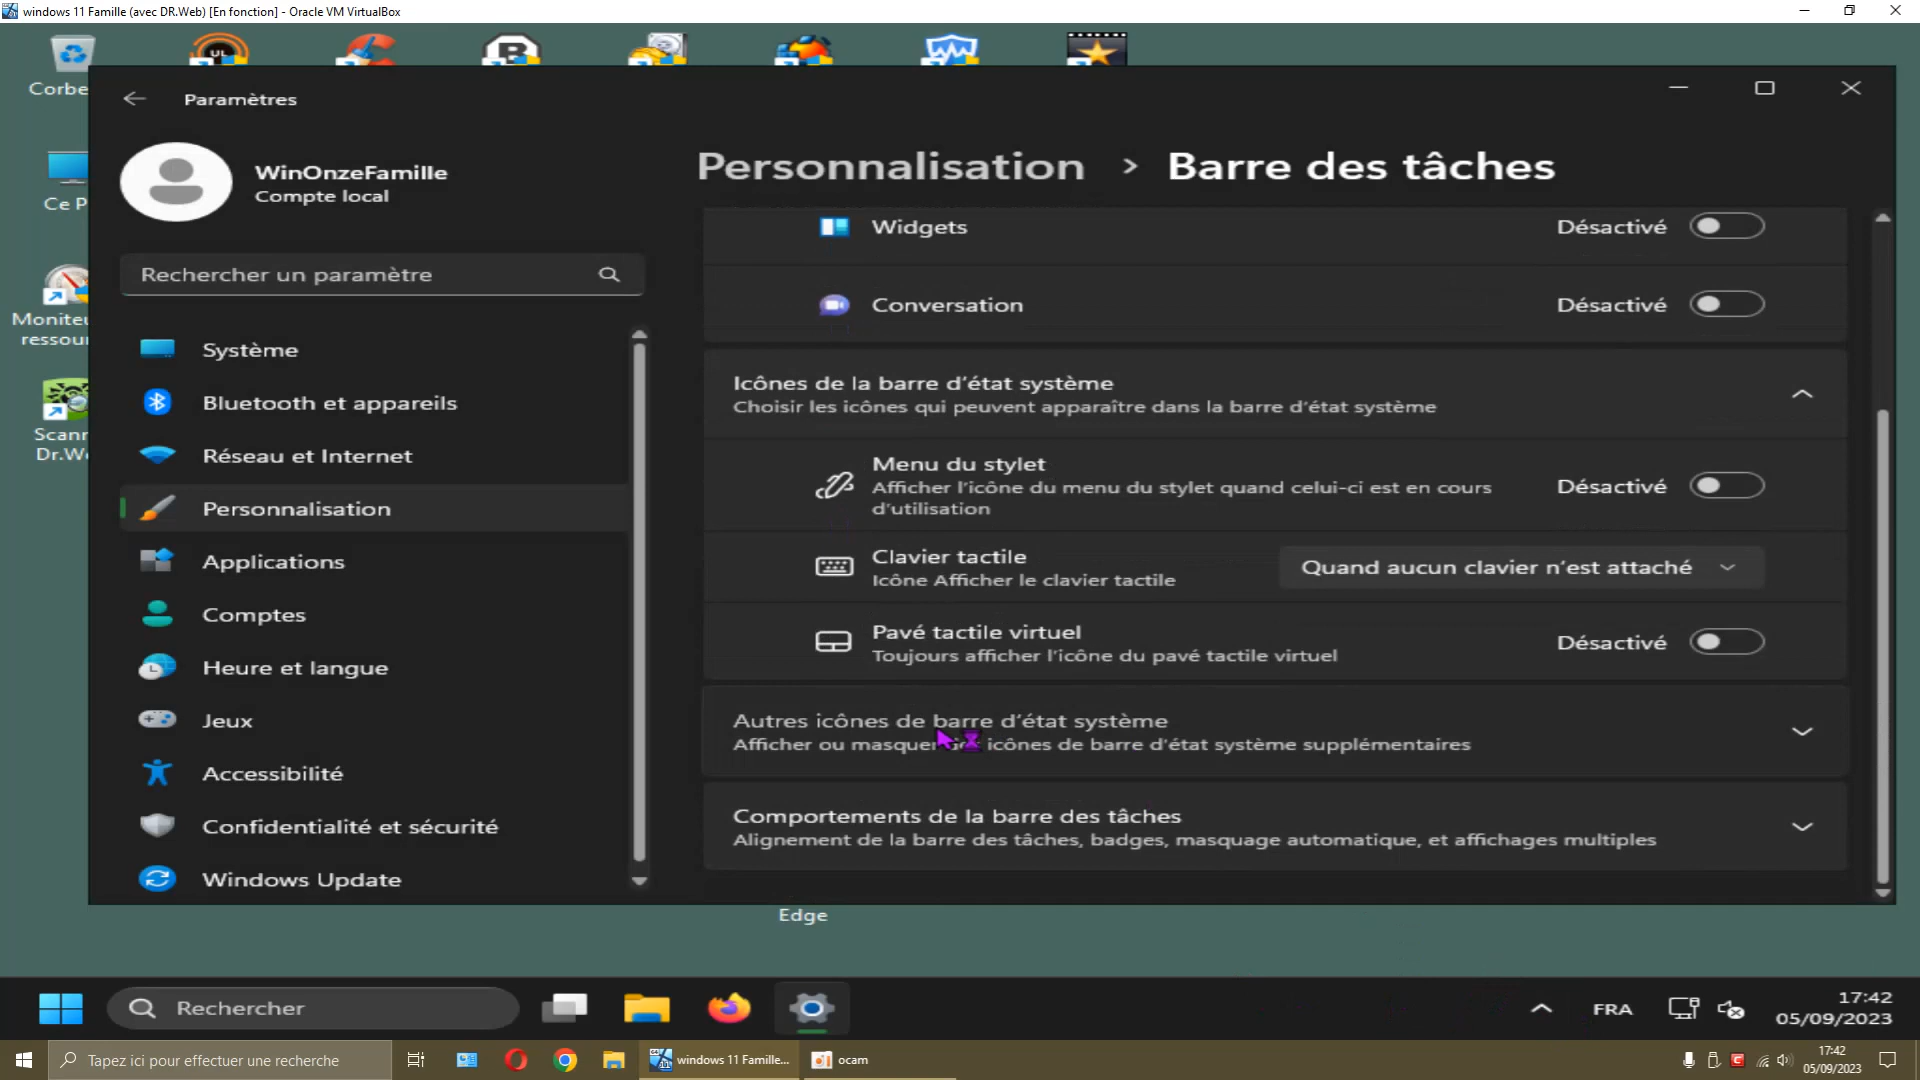 windows 11 Famille (avec DR.Web) [En fonction] - Oracle VM VirtualBox
Corbe
Ce P
Moniteu
ressour
Scann
Dr.We
Paramètres
WinOnzeFamille
Compte local
Rechercher un paramètre
Système
Bluetooth et appareils
Réseau et Internet
Personnalisation
Applications
Comptes
Heure et langue
Jeux
Accessibilité
Confidentialité et sécurité
Windows Update
Personnalisation > Barre des tâches
Widgets
Désactivé
Conversation
Désactivé
Icônes de la barre d'état système
Choisir les icônes qui peuvent apparaître dans la barre d'état système
Menu du stylet
Afficher l'icône du menu du stylet quand celui-ci est en cours
d'utilisation
Désactivé
Clavier tactile
Icône Afficher le clavier tactile
Quand aucun clavier n'est attaché
Pavé tactile virtuel
Toujours afficher l'icône du pavé tactile virtuel
Désactivé
Autres icônes de barre d'état système
Afficher ou masquer icônes de barre d'état système supplémentaires
Comportements de la barre des tâches
Alignement de la barre des tâches, badges, masquage automatique, et affichages multiples
Edge
Rechercher
FRA
17:42
05/09/2023
Tapez ici pour effectuer une recherche
windows 11 Famille...
ocam
17:42
05/09/2023